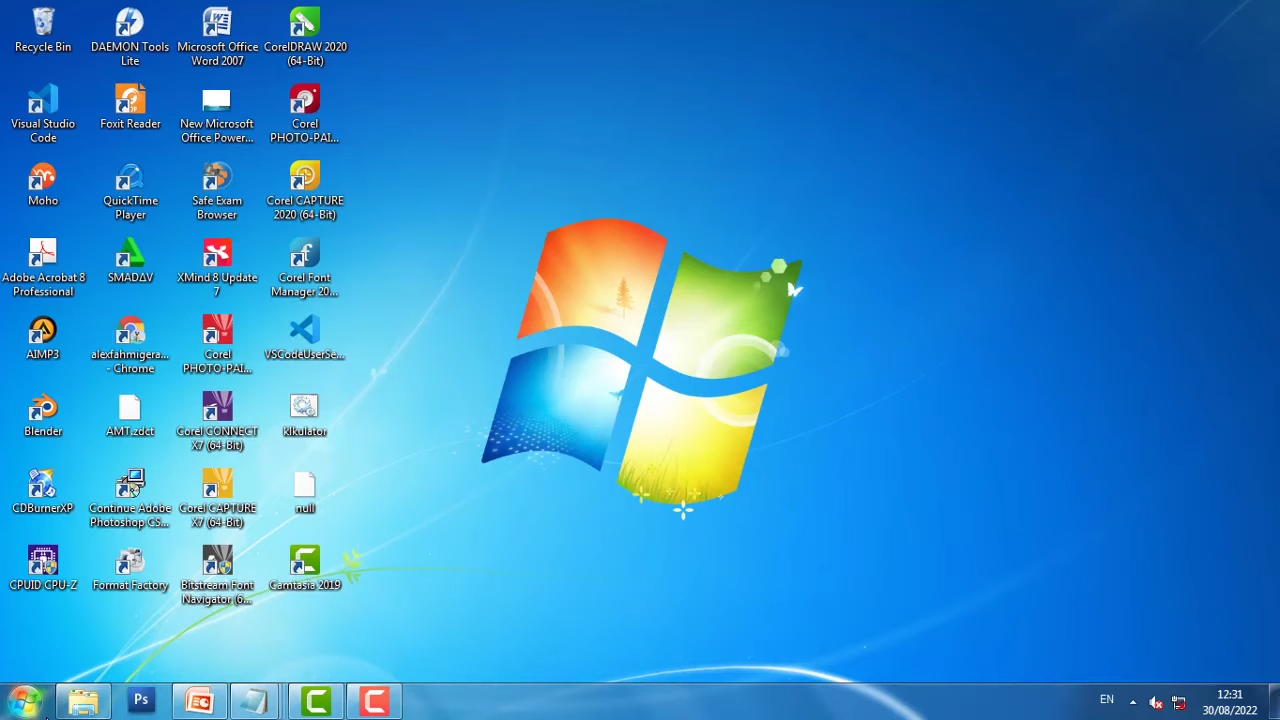 Recycle Bin
DAEMON Tools
Lite
Microsoft Office
Word 2007
CorelDRAW 2020
(64-Bit)
Visual Studio
Code
Foxit Reader
New Microsoft
Office Power...
Corel
PHOTO-PAI...
Moho
QuickTime
Player
Safe Exam
Browser
Corel CAPTURE
2020 (64-Bit)
Adobe Acrobat 8
Professional
SMADΔV
XMind 8 Update
7
Corel Font
Manager 20...
AIMP3
alexfahmigera...
- Chrome
Corel
PHOTO-PAI...
VSCodeUserSe...
Blender
AMT.zdct
Corel CONNECT
X7 (64-Bit)
klkulator
CDBurnerXP
Continue Adobe
Photoshop CS...
Corel CAPTURE
X7 (64-Bit)
null
CPUID CPU-Z
Format Factory
Bitstream Font
Navigator (6...
Camtasia 2019
Ps
EN
12:31
30/08/2022